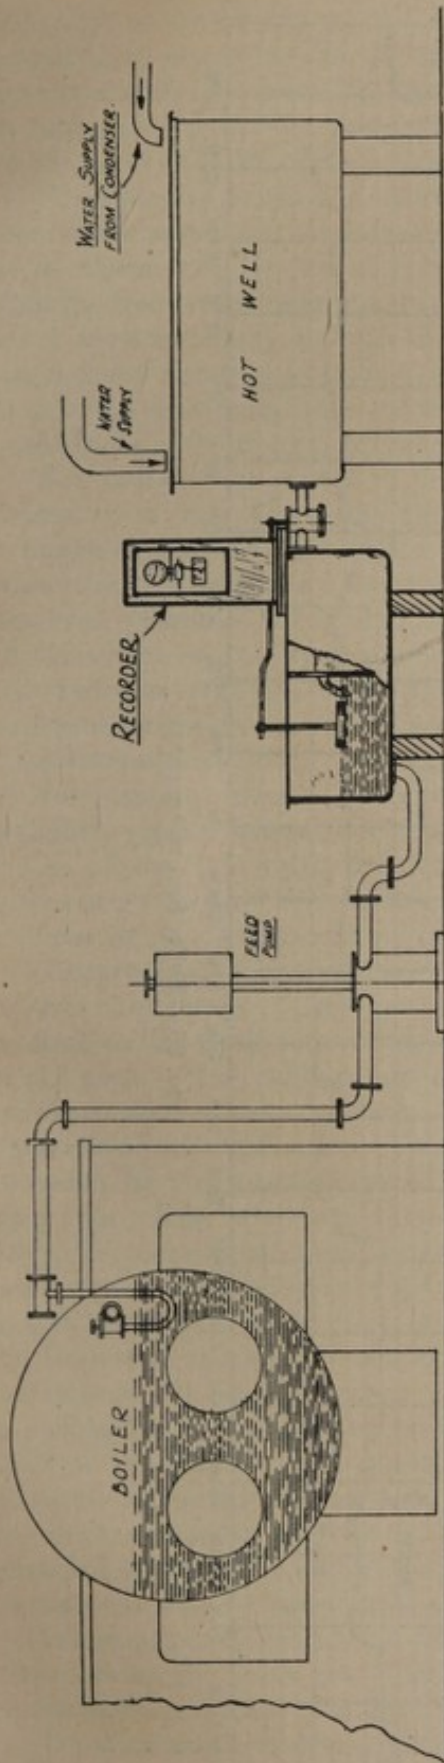 BOILER
FEED
PUMP
RECORDER
WATER
SUPPLY
HOT WELL
WATER SUPPLY
FROM CONDENSER.